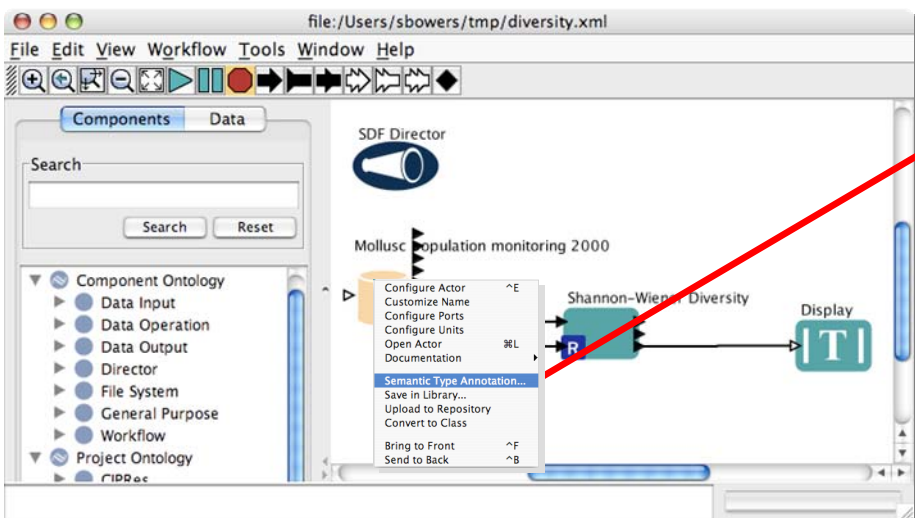 file:/Users/sbowers/tmp/diversity.xml
File Edit View Workflow Tools Window Help
Components Data
Search
Search Reset
Component Ontology
Data Input
Data Operation
Data Output
Director
File System
General Purpose
Workflow
Project Ontology
CIPRes
SDF Director
Mollusc Population monitoring 2000
Configure Actor ^E
Customize Name
Configure Ports
Configure Units
Open Actor ⌘L
Documentation
Semantic Type Annotation...
Save in Library...
Upload to Repository
Convert to Class
Bring to Front ^F
Send to Back ^B
Shannon-Wiener Diversity
R
Display
T